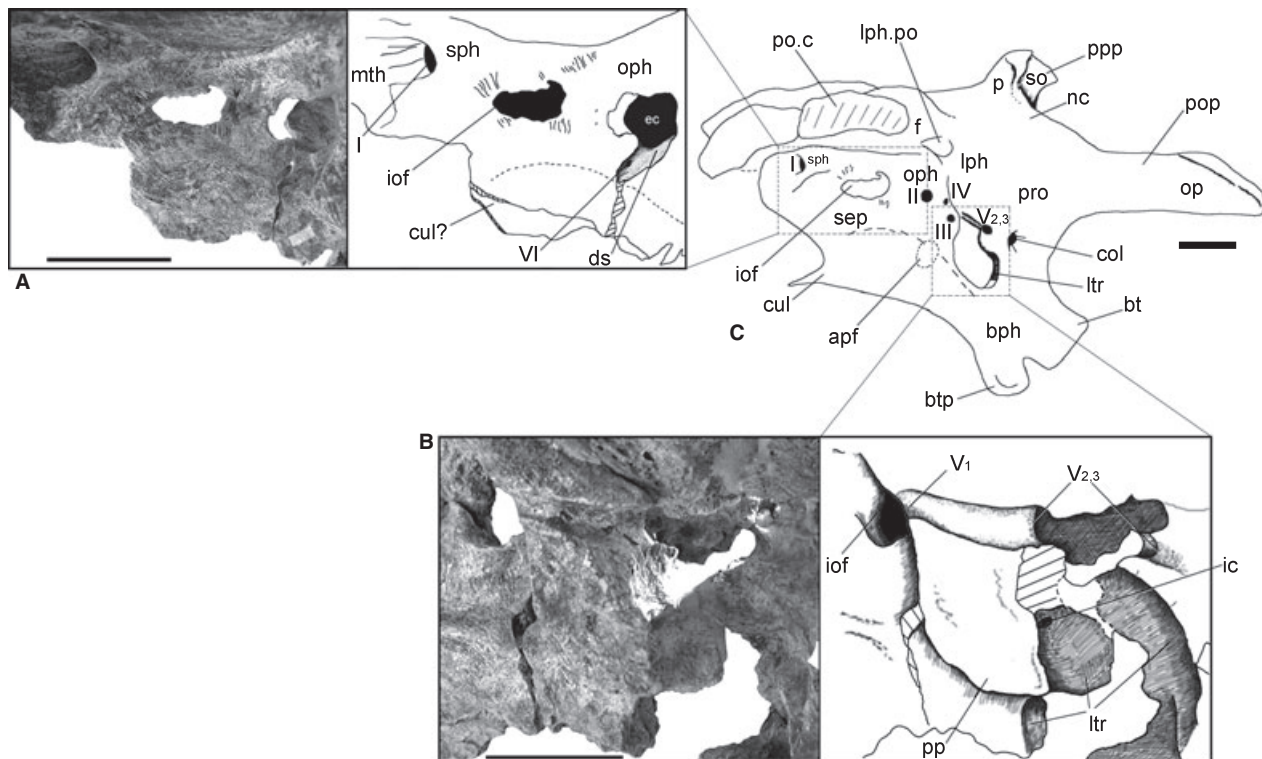 mth
sph
oph
ec
I
iof
cul?
VI
ds
A
po.c
lph.po
ppp
p
so
nc
f
pop
I
sph
oph
lph
II
IV
pro
op
sep
III
V2,3
col
iof
ltr
cul
bt
apf
C
bph
btp
B
V1
V2,3
iof
ic
pp
ltr